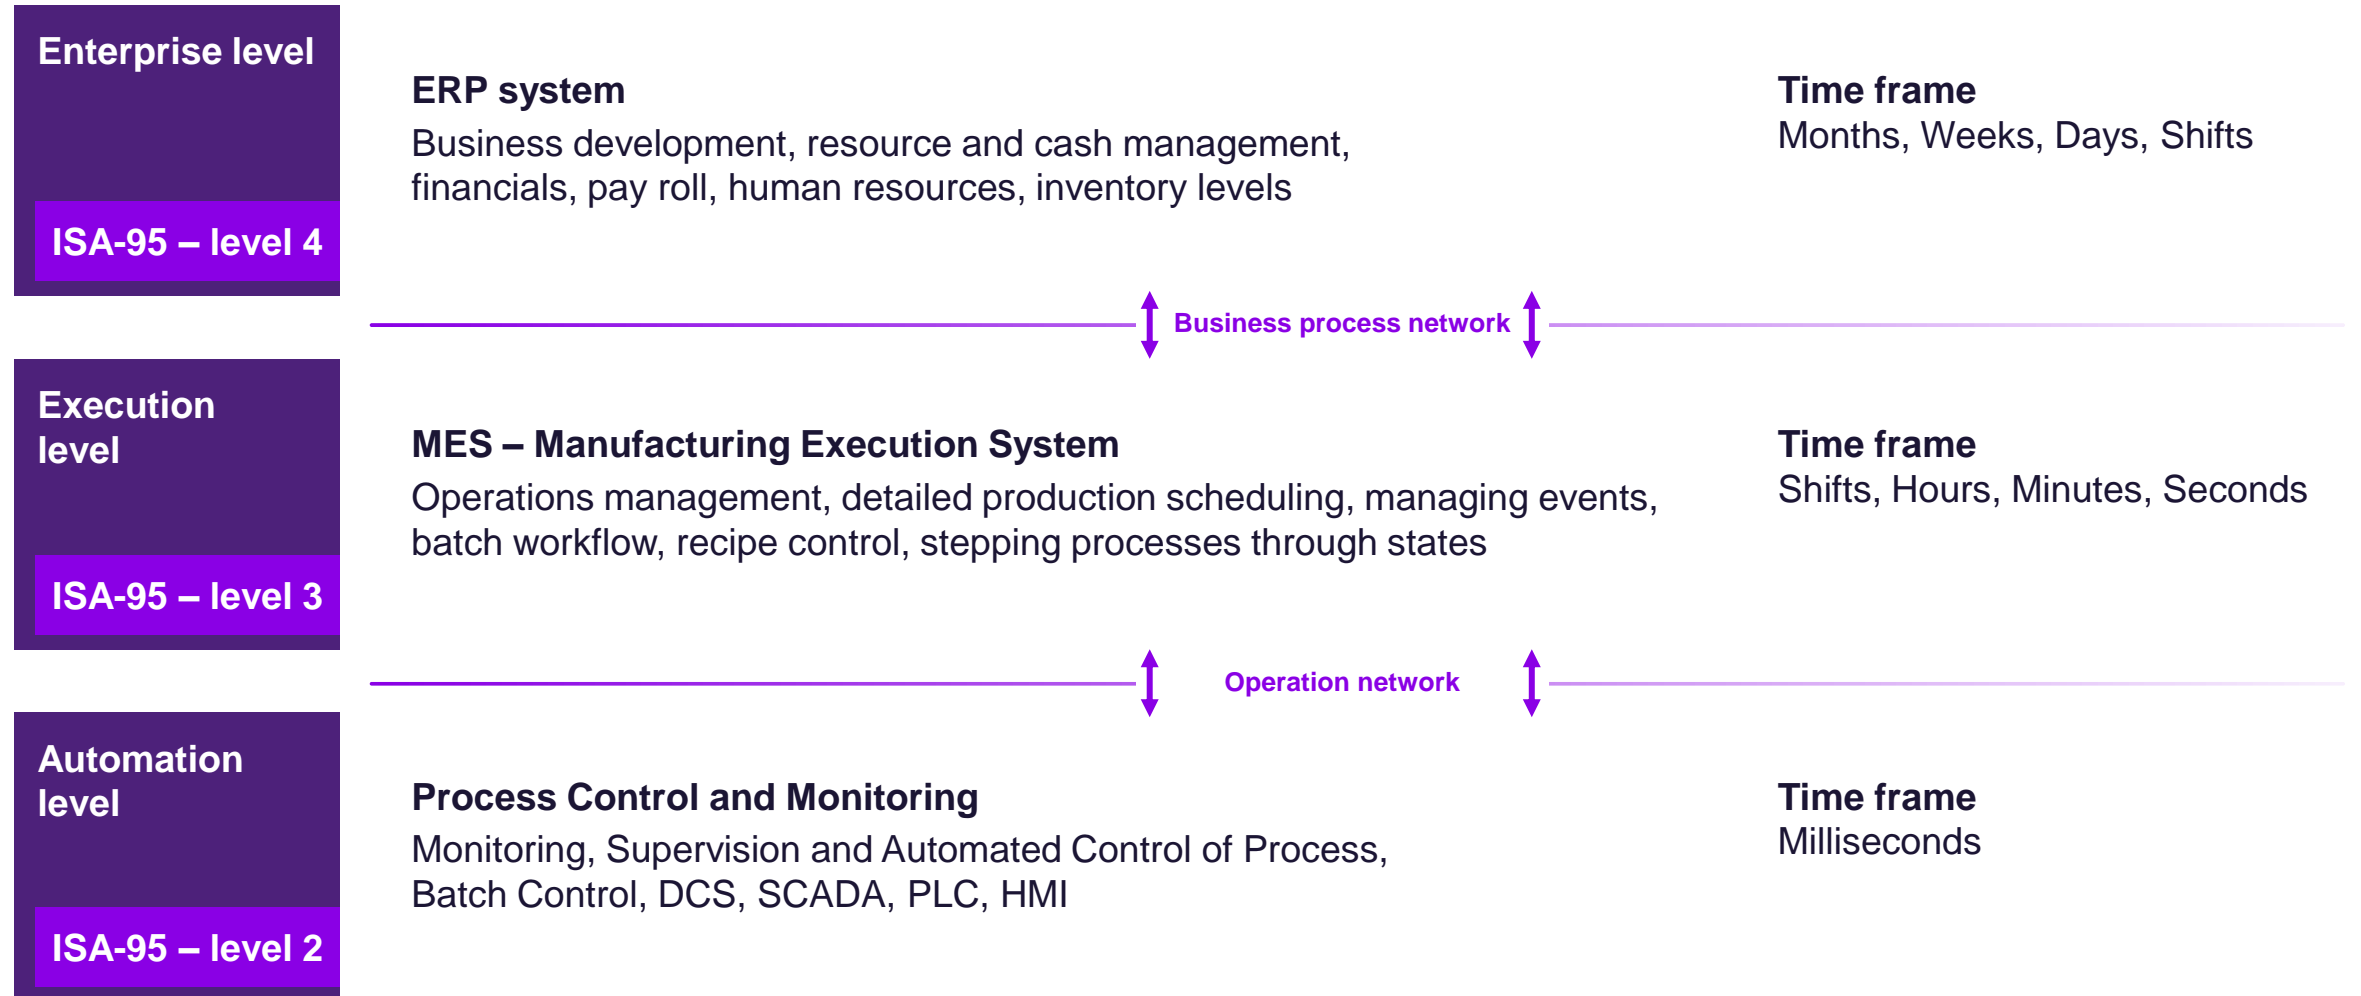 Enterprise level
ISA-95 – level 4
ERP system
Business development, resource and cash management,
financials, pay roll, human resources, inventory levels
Time frame
Months, Weeks, Days, Shifts
Business process network
Execution
level
ISA-95 – level 3
MES – Manufacturing Execution System
Operations management, detailed production scheduling, managing events,
batch workflow, recipe control, stepping processes through states
Time frame
Shifts, Hours, Minutes, Seconds
Operation network
Automation
level
ISA-95 – level 2
Process Control and Monitoring
Monitoring, Supervision and Automated Control of Process,
Batch Control, DCS, SCADA, PLC, HMI
Time frame
Milliseconds